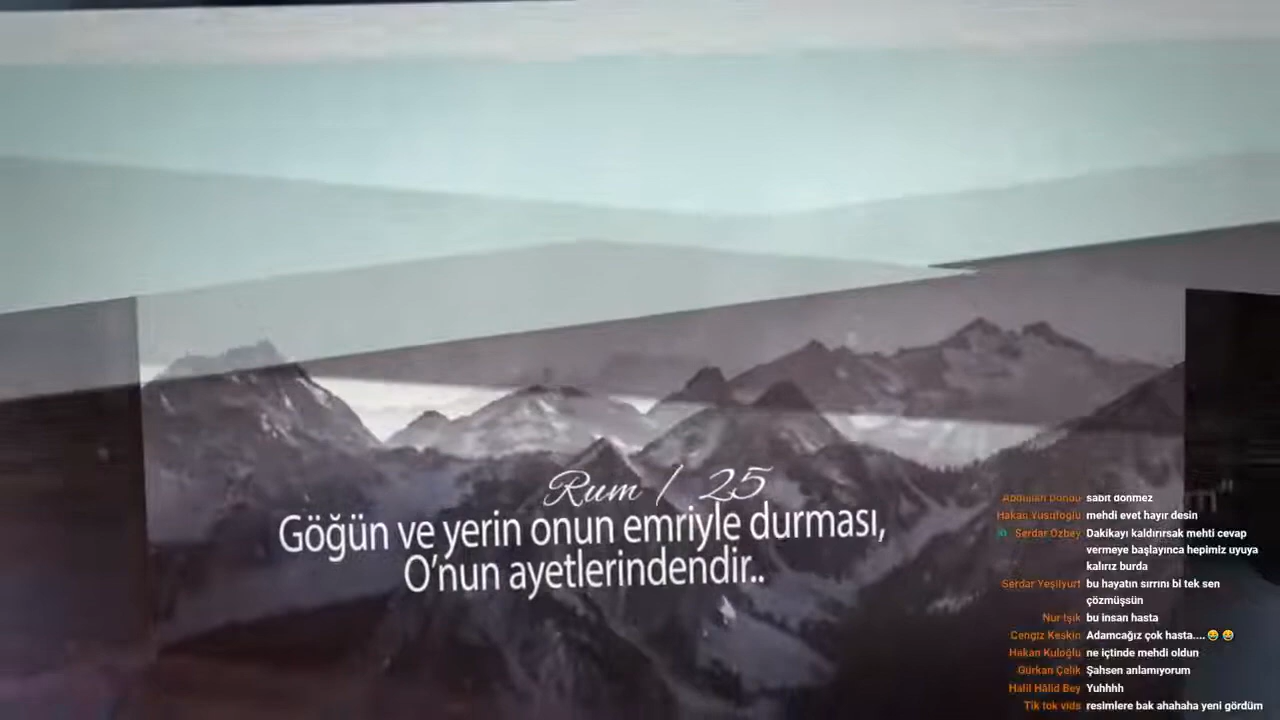 Rum / 25
Göğün ve yerin onun emriyle durması,
O'nun ayetlerindendir..
Abdullah Döndü sabit dönmez
Hakan Yusufoğlu mehdi evet hayır desin
Serdar Özbey Dakikayı kaldırırsak mehti cevap
vermeye başlayınca hepimiz uyuya
kalırız burda
Serdar Yeşilyurt bu hayatın sırrını bi tek sen
çözmüşsün
Nur Işık bu insan hasta
Cengiz Keskin Adamcağız çok hasta.... 😂 😂
Hakan Kuloğlu ne içtinde mehdi oldun
Gürkan Çelik Şahsen anlamıyorum
Halil Hâlid Bey Yuhhhh
Tik tok vids resimlere bak ahahaha yeni gördüm